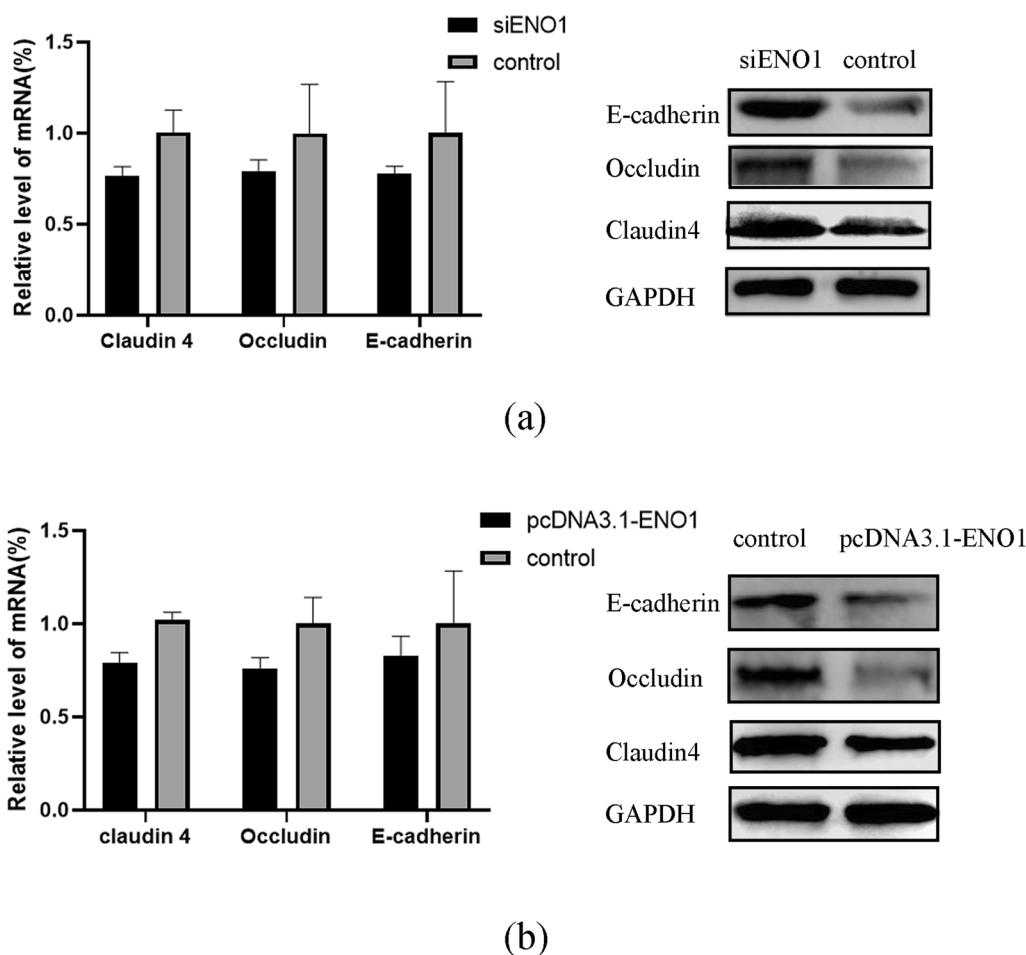 siENO1
control
Relative level of mRNA(%)
1.5
1.0
0.5
0.0
Claudin 4 Occludin E-cadherin
siENO1 control
E-cadherin
Occludin
Claudin4
GAPDH
(a)
pcDNA3.1-ENO1
control
Relative level of mRNA(%)
1.5
1.0
0.5
0.0
claudin 4 Occludin E-cadherin
control pcDNA3.1-ENO1
E-cadherin
Occludin
Claudin4
GAPDH
(b)